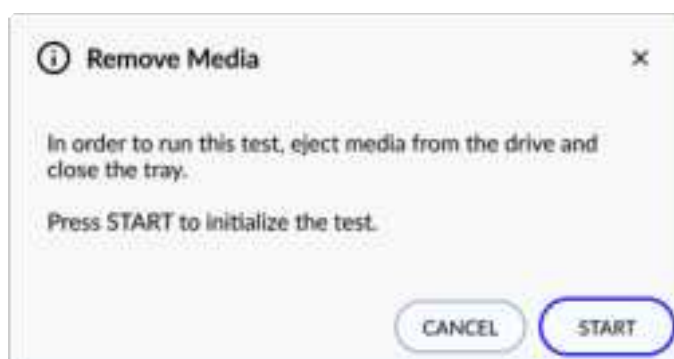 Remove Media
In order to run this test, eject media from the drive and
close the tray.
Press START to initialize the test.
CANCEL
START